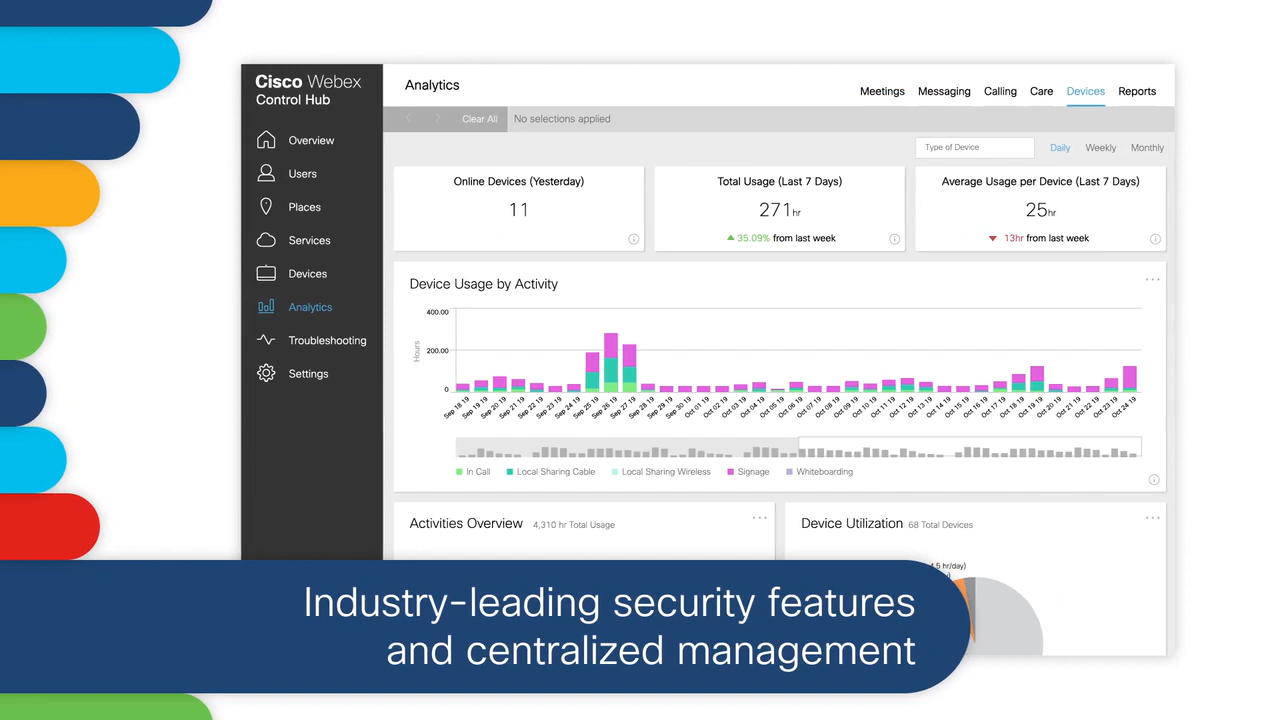 Cisco Webex
Control Hub
Overview
Users
Places
Services
Devices
Analytics
Troubleshooting
Settings
Analytics
Meetings Messaging Calling Care Devices Reports
Clear All No selections applied
Type of Device Daily Weekly Monthly
Online Devices (Yesterday)
11
Total Usage (Last 7 Days)
271hr
35.09% from last week
Average Usage per Device (Last 7 Days)
25hr
13hr from last week
Device Usage by Activity
Hours
400.00
200.00
0
Sep 18 19 Sep 19 19 Sep 20 19 Sep 21 19 Sep 22 19 Sep 23 19 Sep 24 19 Sep 25 19 Sep 26 19 Sep 27 19 Sep 28 19 Sep 29 19 Sep 30 19 Oct 01 19 Oct 02 19 Oct 03 19 Oct 04 19 Oct 05 19 Oct 06 19 Oct 07 19 Oct 08 19 Oct 09 19 Oct 10 19 Oct 11 19 Oct 12 19 Oct 13 19 Oct 14 19 Oct 15 19 Oct 16 19 Oct 17 19 Oct 18 19 Oct 19 19 Oct 20 19 Oct 21 19 Oct 22 19 Oct 23 19 Oct 24 19
In Call Local Sharing Cable Local Sharing Wireless Signage Whiteboarding
Activities Overview 4,310 hr Total Usage
Device Utilization 68 Total Devices
4.5 hr/day)
Industry-leading security features
and centralized management